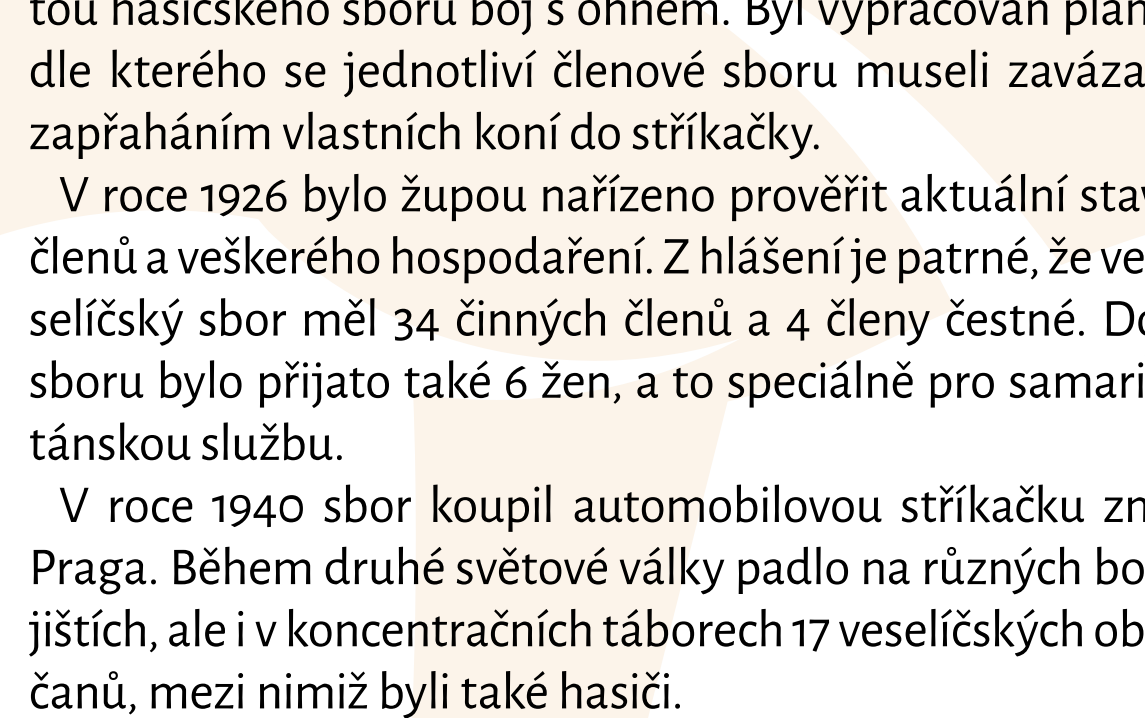 tou hasičského sboru boj s ohněm. Byl vypracován plán
dle kterého se jednotliví členové sboru museli zaváza
zapřaháním vlastních koní do stříkačky.
V roce 1926 bylo župou nařízeno prověřit aktuální stav
členů a veškerého hospodaření. Z hlášení je patrné, že ve
selíčský sbor měl 34 činných členů a 4 členy čestné. Do
sboru bylo přijato také 6 žen, a to speciálně pro samari
tánskou službu.
V roce 1940 sbor koupil automobilovou stříkačku zn
Praga. Během druhé světové války padlo na různých bo
jištích, ale i v koncentračních táborech 17 veselíčských ob
čanů, mezi nimiž byli také hasiči.